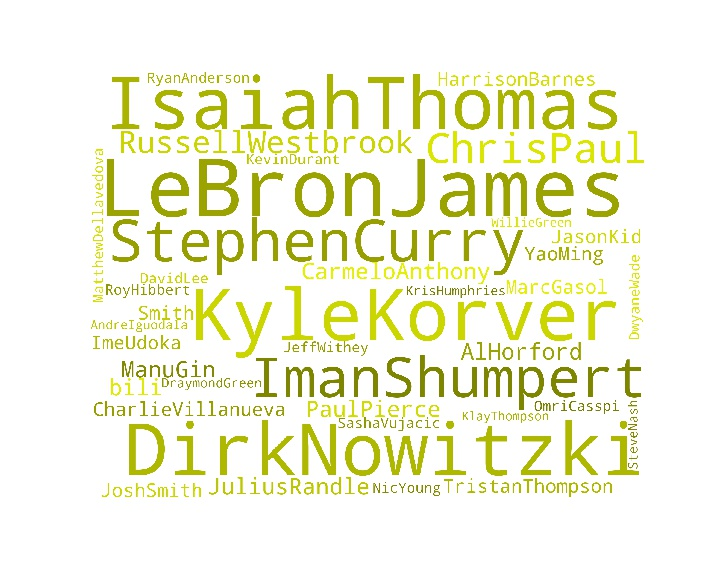 RyanAnderson
HarrisonBarnes
IsaiahThomas
RussellWestbrook
ChrisPaul
KevinDurant
MatthewDellavedova
LeBronJames
WillieGreen
StephenCurry
JasonKid
YaoMing
CarmeloAnthony
DwyaneWade
DavidLee
RoyHibbert
KrisHumphries
MarcGasol
Smith
KyleKorver
AndreIguodala
ImeUdoka
JeffWithey
AlHorford
ManuGin
ImanShumpert
bili
DraymondGreen
CharlieVillanueva
PaulPierce
OmriCasspi
KlayThompson
SashaVujacic
SteveNash
DirkNowitzki
JoshSmith
JuliusRandle
NicYoung
TristanThompson